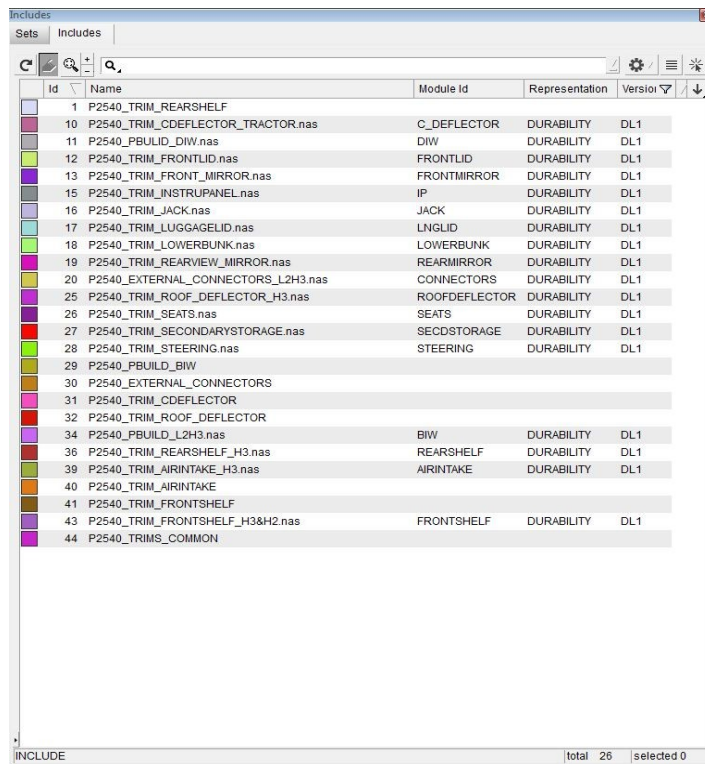 Includes
Sets Includes
Id Name Module Id Representation Version
1 P2540_TRIM_REARSHELF
10 P2540_TRIM_CDEFLECTOR_TRACTOR.nas C_DEFLECTOR DURABILITY DL1
11 P2540_PBULID_DIW.nas DIW DURABILITY DL1
12 P2540_TRIM_FRONTLID.nas FRONTLID DURABILITY DL1
13 P2540_TRIM_FRONT_MIRROR.nas FRONTMIRROR DURABILITY DL1
15 P2540_TRIM_INSTRUPANEL.nas IP DURABILITY DL1
16 P2540_TRIM_JACK.nas JACK DURABILITY DL1
17 P2540_TRIM_LUGGAGELID.nas LNGLID DURABILITY DL1
18 P2540_TRIM_LOWERBUNK.nas LOWERBUNK DURABILITY DL1
19 P2540_TRIM_REARVIEW_MIRROR.nas REARMIRROR DURABILITY DL1
20 P2540_EXTERNAL_CONNECTORS_L2H3.nas CONNECTORS DURABILITY DL1
25 P2540_TRIM_ROOF_DEFLECTOR_H3.nas ROOFDEFLECTOR DURABILITY DL1
26 P2540_TRIM_SEATS.nas SEATS DURABILITY DL1
27 P2540_TRIM_SECONDARYSTORAGE.nas SECDSTORAGE DURABILITY DL1
28 P2540_TRIM_STEERING.nas STEERING DURABILITY DL1
29 P2540_PBUILD_BIW
30 P2540_EXTERNAL_CONNECTORS
31 P2540_TRIM_CDEFLECTOR
32 P2540_TRIM_ROOF_DEFLECTOR
34 P2540_PBUILD_L2H3.nas BIW DURABILITY DL1
36 P2540_TRIM_REARSHELF_H3.nas REARSHELF DURABILITY DL1
39 P2540_TRIM_AIRINTAKE_H3.nas AIRINTAKE DURABILITY DL1
40 P2540_TRIM_AIRINTAKE
41 P2540_TRIM_FRONTSHELF
43 P2540_TRIM_FRONTSHELF_H3&H2.nas FRONTSHELF DURABILITY DL1
44 P2540_TRIMS_COMMON
INCLUDE total 26 selected 0